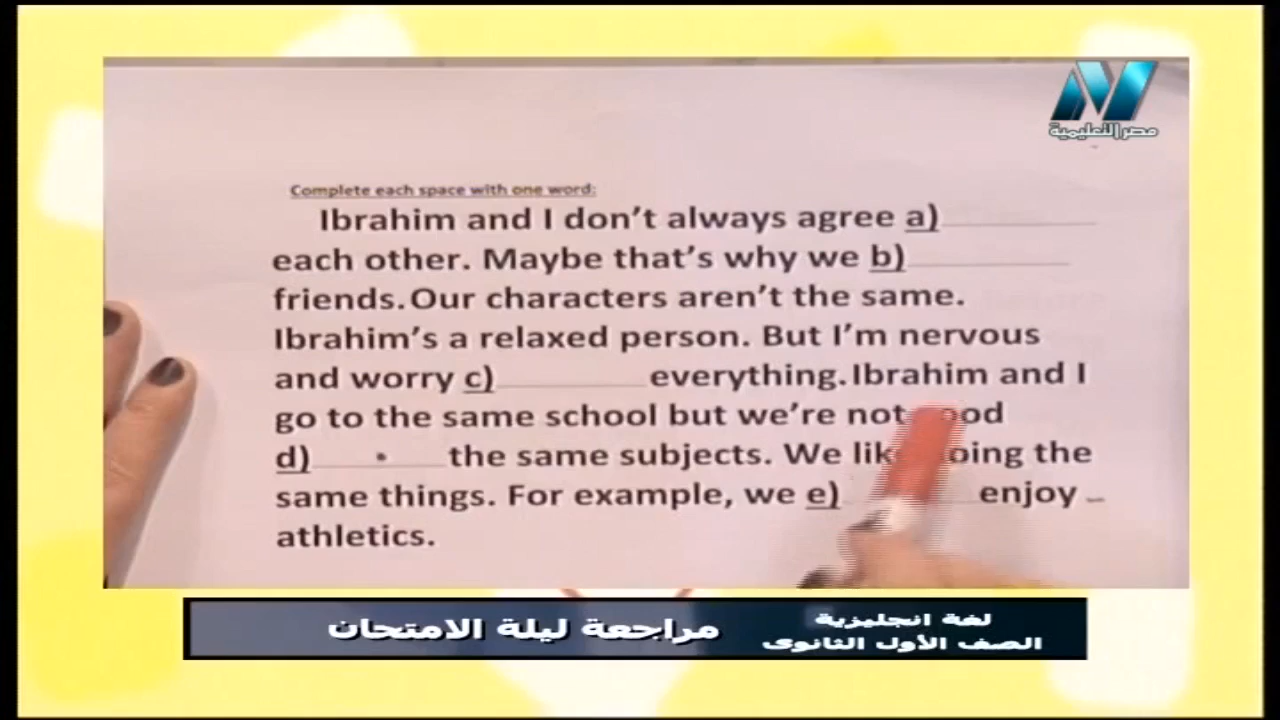 مصر التعليمية
Complete each space with one word:
Ibrahim and I don't always agree a)
each other. Maybe that's why we b)
friends. Our characters aren't the same.
Ibrahim's a relaxed person. But I'm nervous
and worry c) everything. Ibrahim and I
go to the same school but we're not
d) the same subjects. We the
same things. For example, we e) enjoy
athletics.
لغة انجليزية
الصف الأول الثانوى
مراجعة ليلة الامتحان